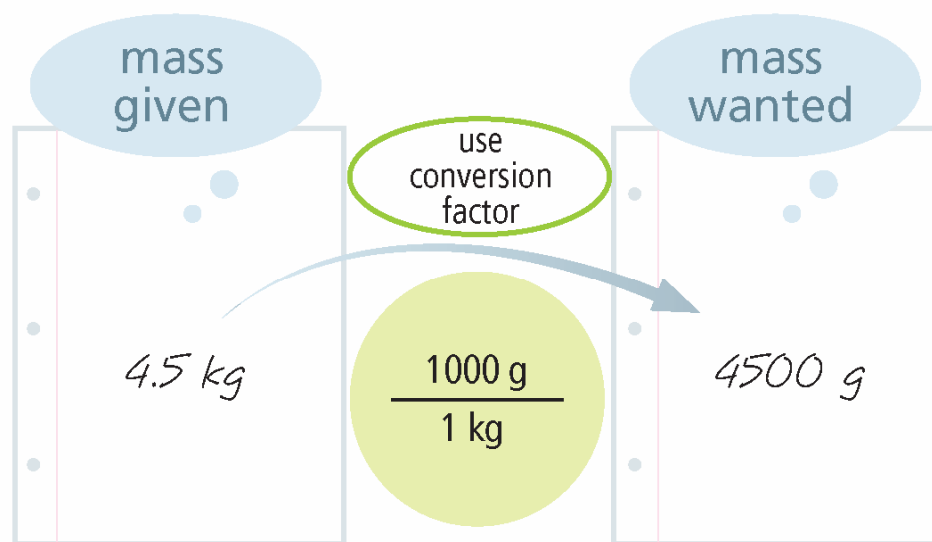 mass
given
mass
wanted
use
conversion
factor
4.5 kg
1000 g
1 kg
4500 g